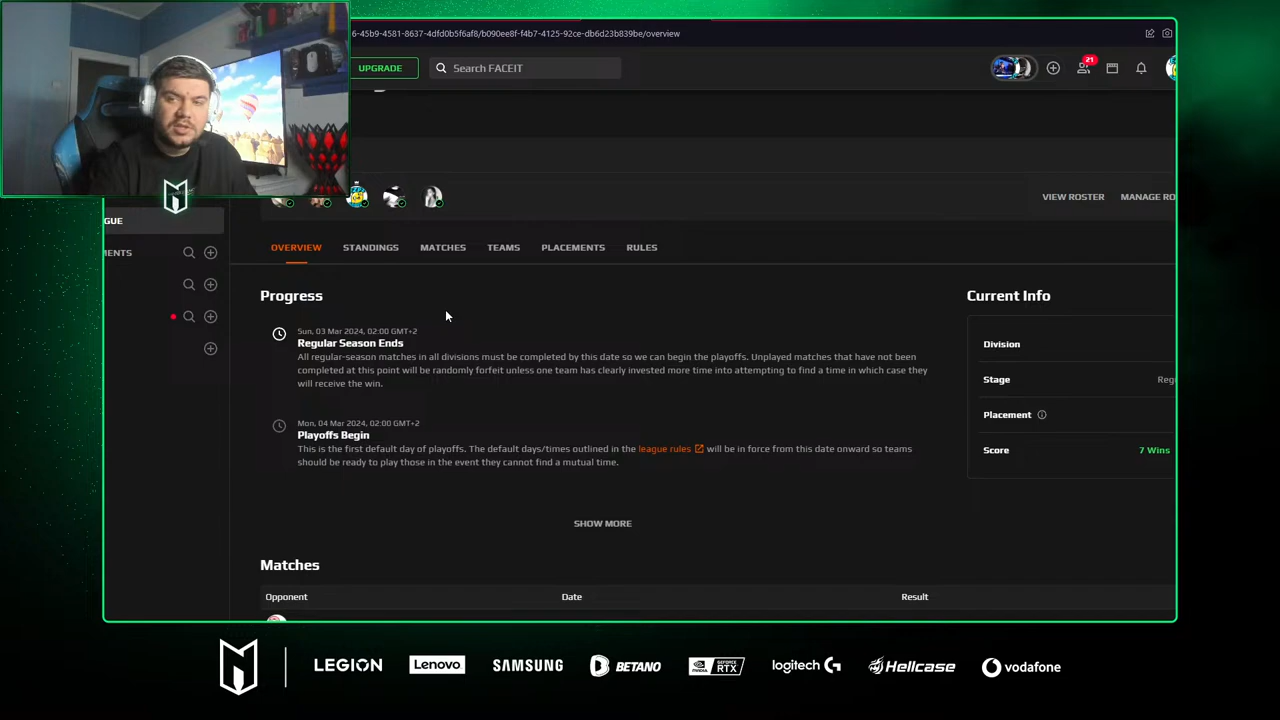 6-45b9-4581-8637-4dfd0b5f6af8/b090ee8f-f4b7-4125-92ce-db6d23b839be/overview
UPGRADE
Search FACEIT
21
VIEW ROSTER
MANAGE RO
GUE
MENTS
OVERVIEW
STANDINGS
MATCHES
TEAMS
PLACEMENTS
RULES
Progress
Sun, 03 Mar 2024, 02:00 GMT+2
Regular Season Ends
All regular-season matches in all divisions must be completed by this date so we can begin the playoffs. Unplayed matches that have not been
completed at this point will be randomly forfeit unless one team has clearly invested more time into attempting to find a time in which case they
will receive the win.
Mon, 04 Mar 2024, 02:00 GMT+2
Playoffs Begin
This is the first default day of playoffs. The default days/times outlined in the league rules will be in force from this date onward so teams
should be ready to play those in the event they cannot find a mutual time.
SHOW MORE
Current Info
Division
Stage
Regu
Placement
Score
7 Wins
Matches
Opponent
Date
Result
LEGION
Lenovo
SAMSUNG
BETANO
NVIDIA GEFORCE RTX
logitech G
Hellcase
vodafone